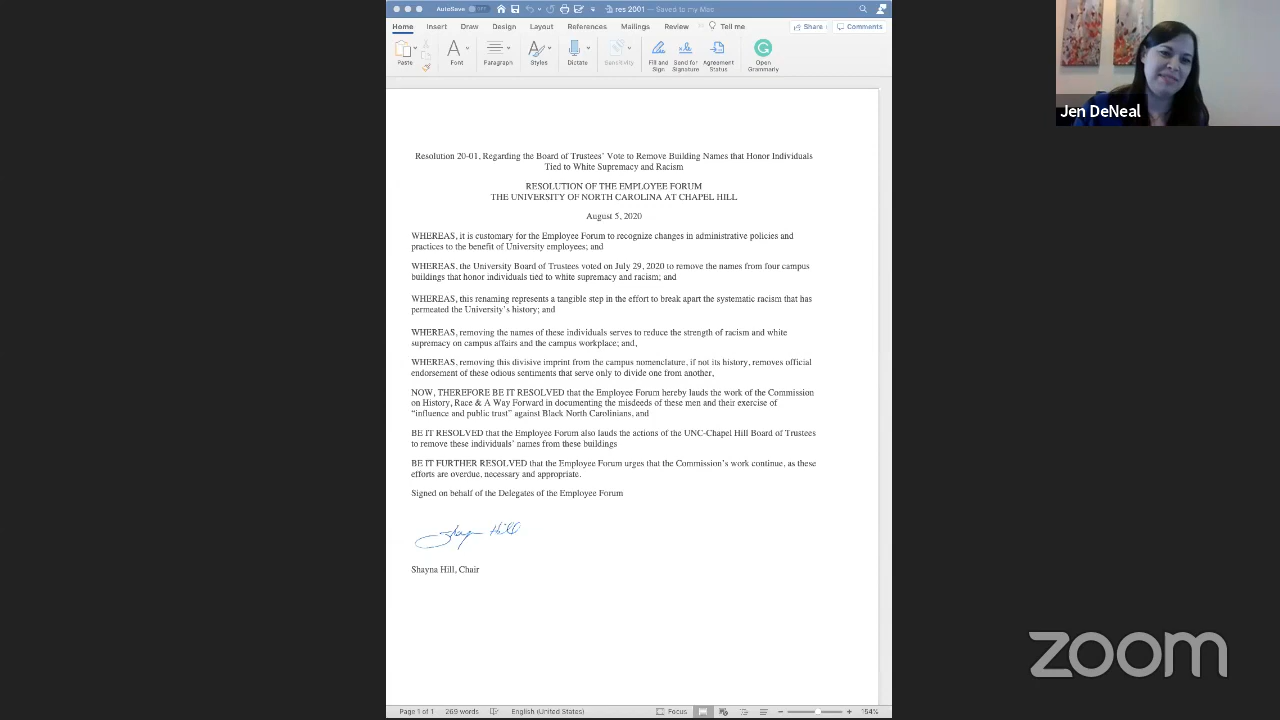 AutoSave OFF res 2001 — Saved to my Mac
Home Insert Draw Design Layout References Mailings Review Tell me Share Comments
Paste Font Paragraph Styles Dictate Sensitivity Fill and Sign Send for Signature Agreement Status Open Grammarly
Jen DeNeal
Resolution 20-01, Regarding the Board of Trustees’ Vote to Remove Building Names that Honor Individuals
Tied to White Supremacy and Racism
RESOLUTION OF THE EMPLOYEE FORUM
THE UNIVERSITY OF NORTH CAROLINA AT CHAPEL HILL
August 5, 2020
WHEREAS, it is customary for the Employee Forum to recognize changes in administrative policies and
practices to the benefit of University employees; and
WHEREAS, the University Board of Trustees voted on July 29, 2020 to remove the names from four campus
buildings that honor individuals tied to white supremacy and racism; and
WHEREAS, this renaming represents a tangible step in the effort to break apart the systematic racism that has
permeated the University’s history; and
WHEREAS, removing the names of these individuals serves to reduce the strength of racism and white
supremacy on campus affairs and the campus workplace; and,
WHEREAS, removing this divisive imprint from the campus nomenclature, if not its history, removes official
endorsement of these odious sentiments that serve only to divide one from another,
NOW, THEREFORE BE IT RESOLVED that the Employee Forum hereby lauds the work of the Commission
on History, Race & A Way Forward in documenting the misdeeds of these men and their exercise of
“influence and public trust” against Black North Carolinians, and
BE IT RESOLVED that the Employee Forum also lauds the actions of the UNC-Chapel Hill Board of Trustees
to remove these individuals’ names from these buildings
BE IT FURTHER RESOLVED that the Employee Forum urges that the Commission’s work continue, as these
efforts are overdue, necessary and appropriate.
Signed on behalf of the Delegates of the Employee Forum
Shayna Hill
Shayna Hill, Chair
zoom
Page 1 of 1 269 words English (United States) Focus 154%